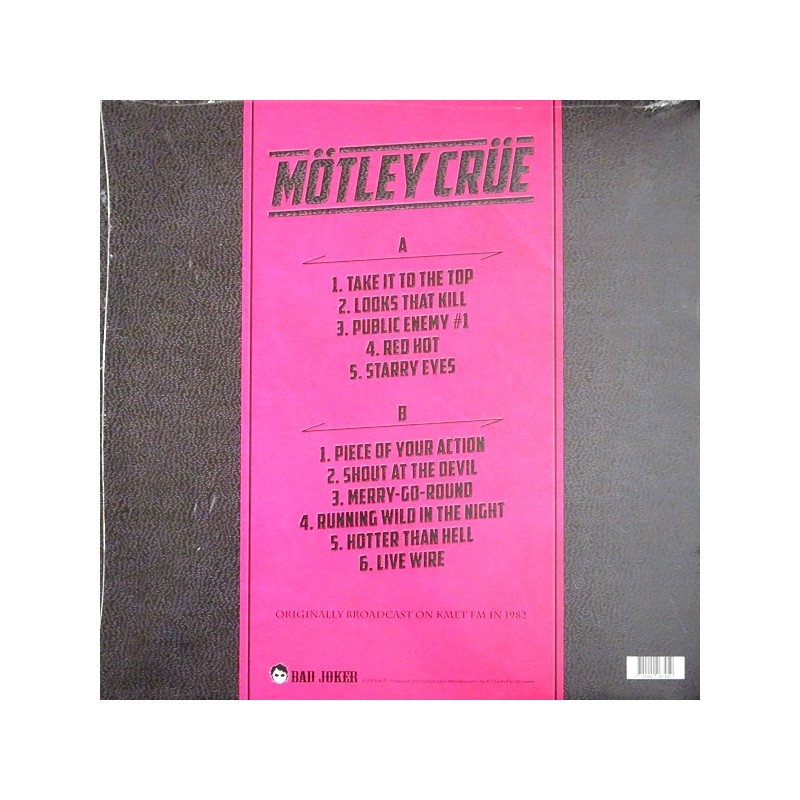 MÖTLEY CRÜE
A
1. TAKE IT TO THE TOP
2. LOOKS THAT KILL
3. PUBLIC ENEMY #1
4. RED HOT
5. STARRY EYES
B
1. PIECE OF YOUR ACTION
2. SHOUT AT THE DEVIL
3. MERRY-GO-ROUND
4. RUNNING WILD IN THE NIGHT
5. HOTTER THAN HELL
6. LIVE WIRE
ORIGINALLY BROADCAST ON KMET FM IN 1982
BAD JOKER